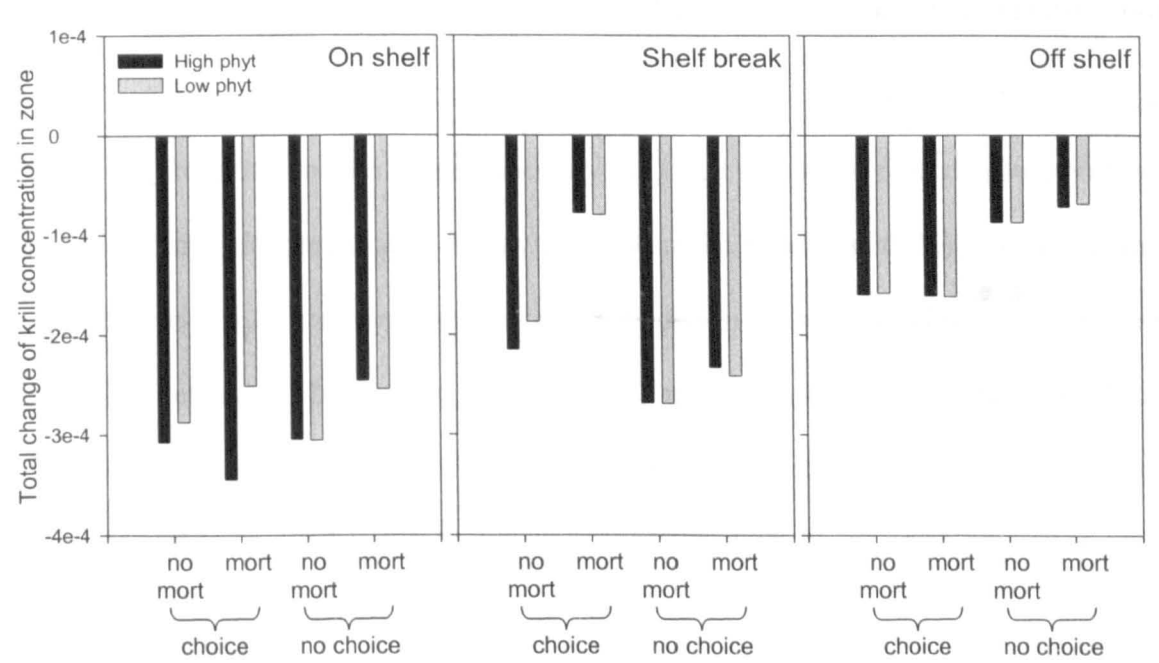 Total change of krill concentration in zone
1e-4
0
-1e-4
-2e-4
-3e-4
-4e-4
High phyt
Low phyt
On shelf
Shelf break
Off shelf
no mort
mort
no mort
mort
choice
no choice
no mort
mort
no mort
mort
choice
no choice
no mort
mort
no mort
mort
choice
no choice